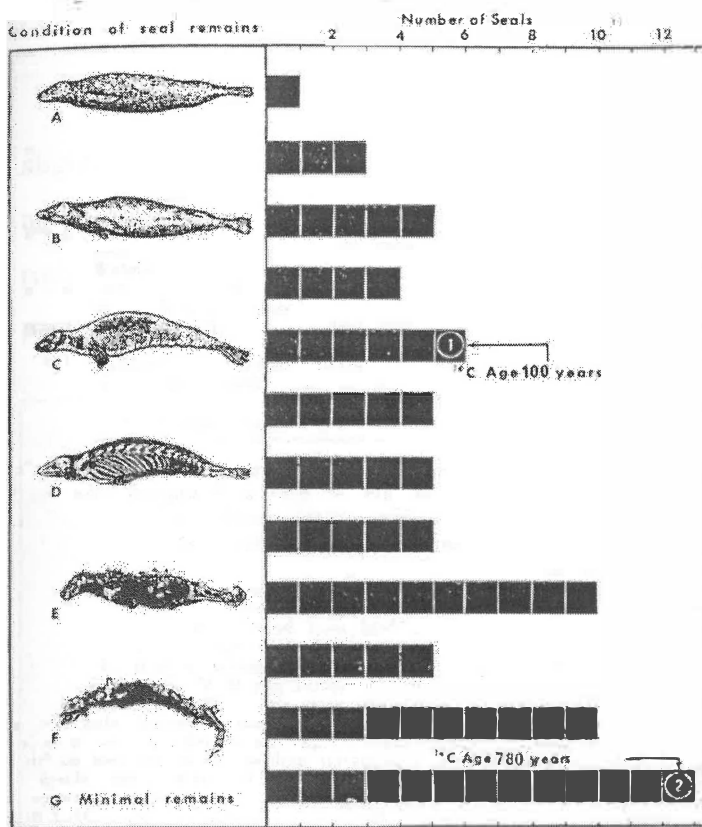 Condition of seal remains
Number of Seals
2 4 6 8 10
A
B
C
1
¹⁴C Age 100 years
D
E
F
¹⁴C Age 780 years
2
G Minimal remains